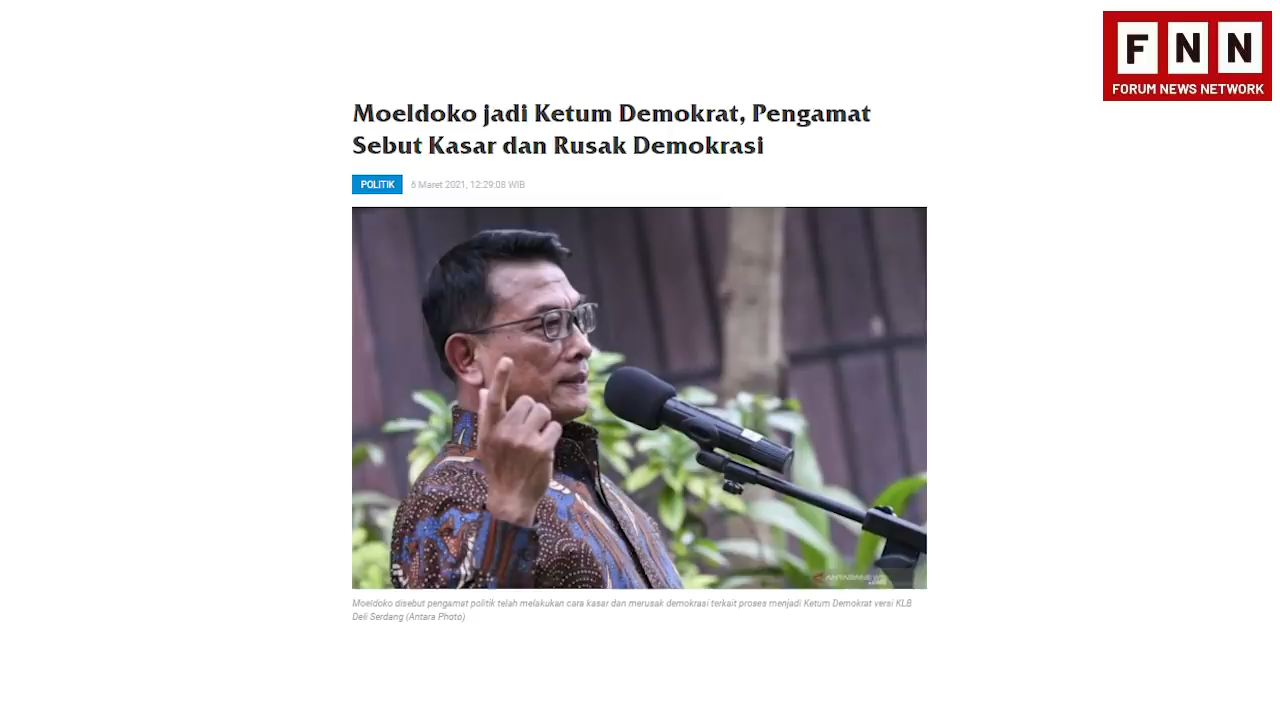 F N N
FORUM NEWS NETWORK
Moeldoko jadi Ketum Demokrat, Pengamat
Sebut Kasar dan Rusak Demokrasi
POLITIK 6 Maret 2021, 12:29:08 WIB
ANTARANEWS
Moeldoko disebut pengamat politik telah melakukan cara kasar dan merusak demokrasi terkait proses menjadi Ketum Demokrat versi KLB
Deli Serdang (Antara Photo)